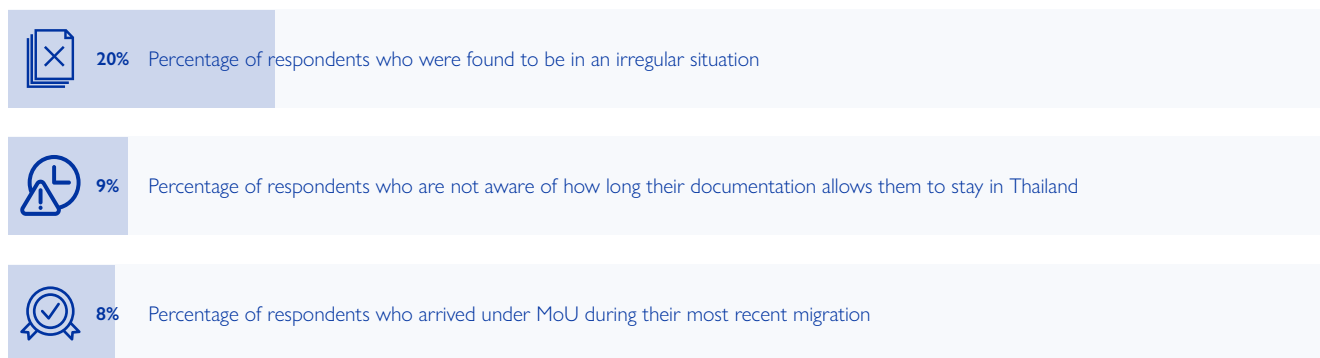 20% Percentage of respondents who were found to be in an irregular situation
9% Percentage of respondents who are not aware of how long their documentation allows them to stay in Thailand
8% Percentage of respondents who arrived under MoU during their most recent migration